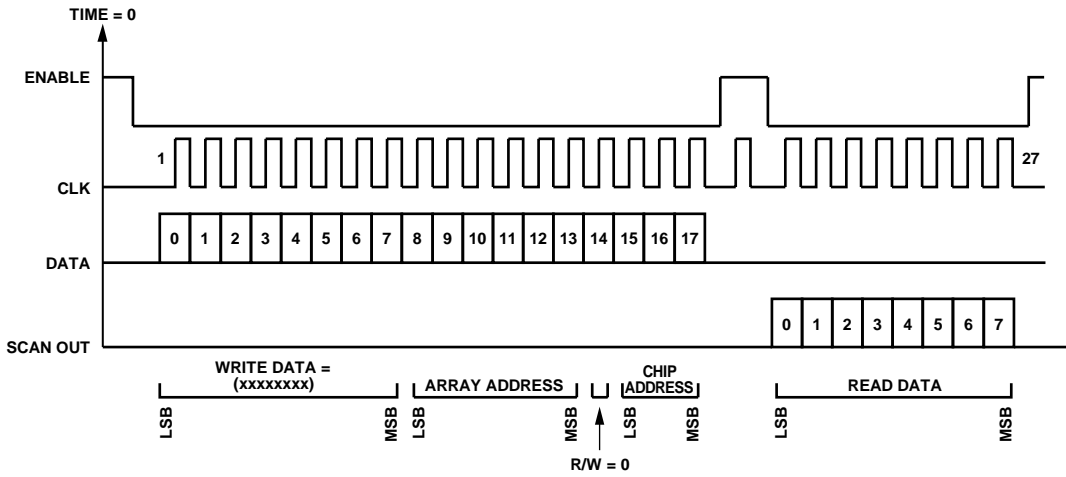 TIME = 0
ENABLE
1
27
CLK
0 1 2 3 4 5 6 7 8 9 10 11 12 13 14 15 16 17
DATA
0 1 2 3 4 5 6 7
SCAN OUT
WRITE DATA =
(xxxxxxxx)
ARRAY ADDRESS
CHIP
ADDRESS
READ DATA
LSB MSB LSB MSB LSB MSB LSB MSB
R/W = 0